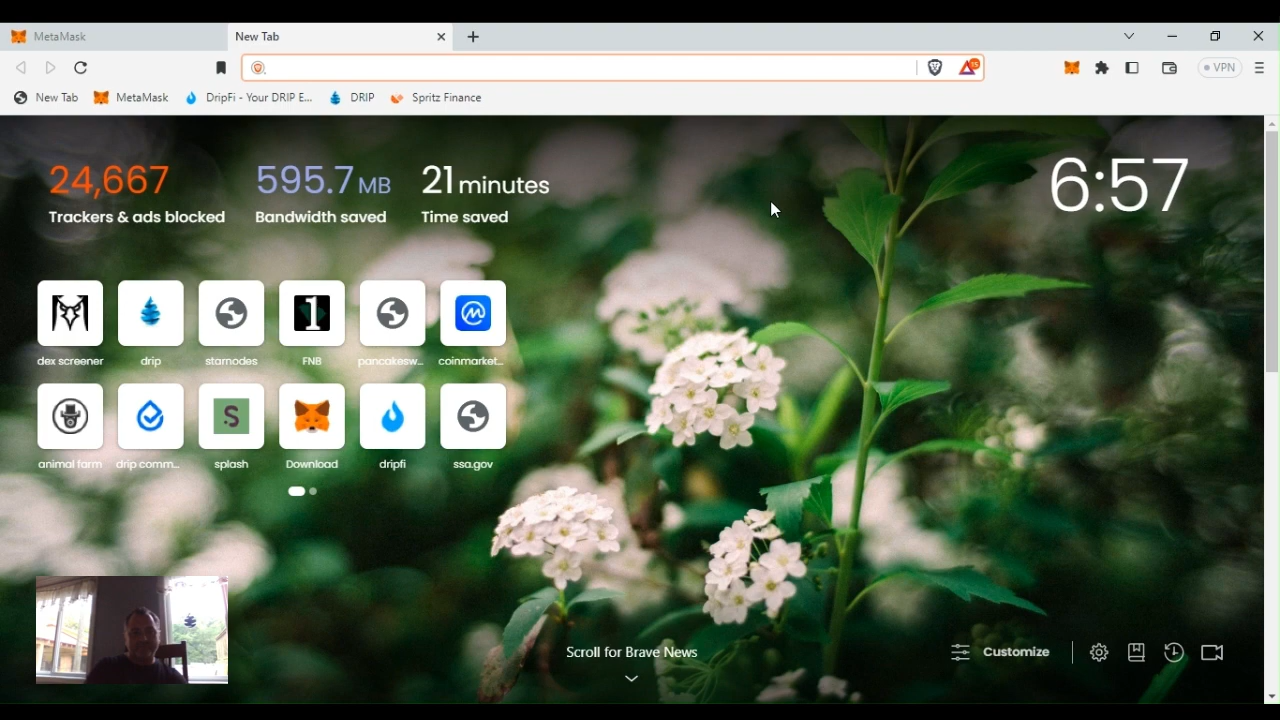 MetaMask
New Tab
VPN
New Tab
MetaMask
DripFi - Your DRIP E...
DRIP
Spritz Finance
24,667
Trackers & ads blocked
595.7 MB
Bandwidth saved
21 minutes
Time saved
6:57
dex screener
drip
starnodes
1
FNB
pancakesw...
coinmarket...
animal farm
drip comm...
S
splash
Download
dripfi
ssa.gov
Scroll for Brave News
Customize